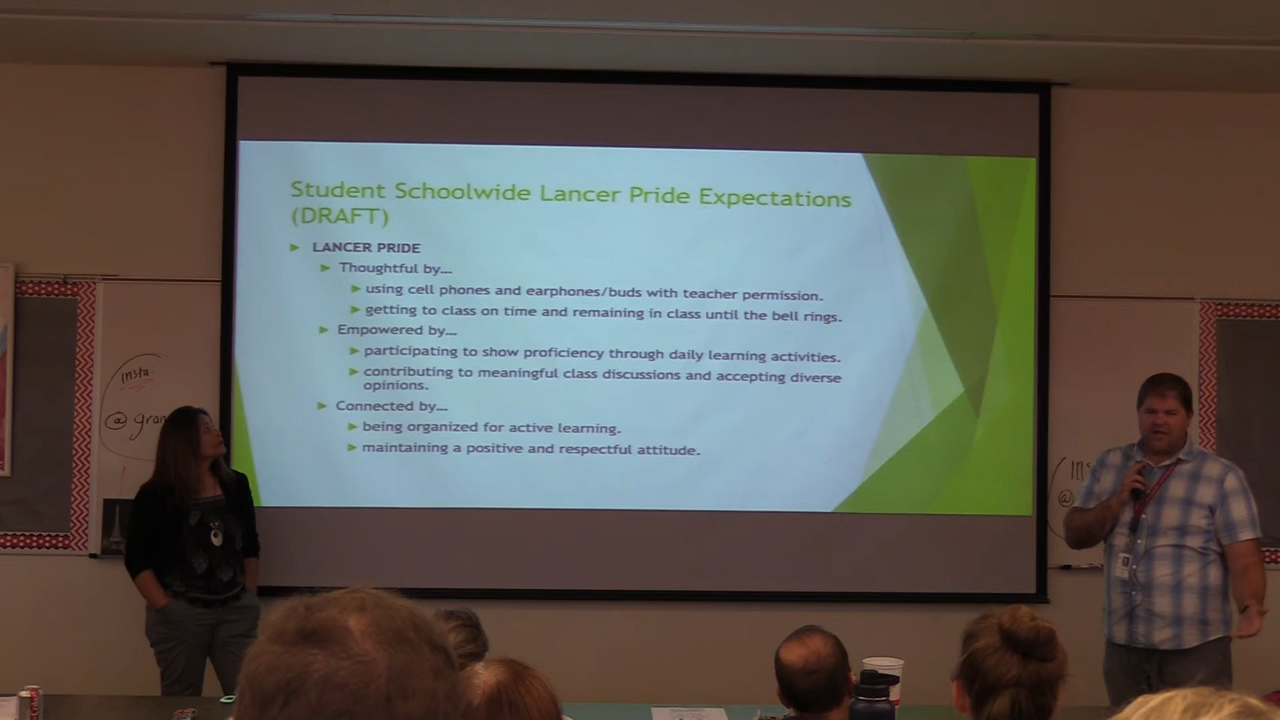 Student Schoolwide Lancer Pride Expectations
(DRAFT)
LANCER PRIDE
Thoughtful by...
using cell phones and earphones/buds with teacher permission.
getting to class on time and remaining in class until the bell rings.
Empowered by...
participating to show proficiency through daily learning activities.
contributing to meaningful class discussions and accepting diverse
opinions.
Connected by...
being organized for active learning.
maintaining a positive and respectful attitude.
insta.
@
@